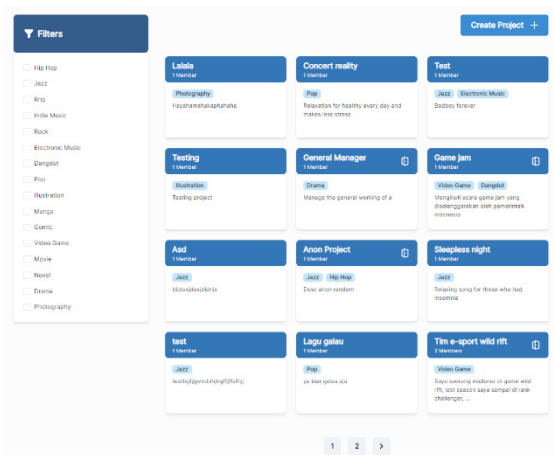 Create Project +
Filters
Hip Hop
Jazz
Rnb
Indie Music
Rock
Electronic Music
Dangdut
Pop
Illustration
Manga
Comic
Video Game
Movie
Novel
Drama
Photography
Lalala
1 Member
Photography
Hayahamahakaphahaha
Concert reality
1 Member
Pop
Relaxation for healthy every day and
makes less stress
Test
1 Member
Jazz Electronic Music
Badboy forever
Testing
1 Member
Illustration
Testing project
General Manager
1 Member
Drama
Manage the general working of a
Game jam
1 Member
Video Game Dangdut
Mengikuti acara game jam yang
diselenggarakan oleh pemerintah
indonesia
Asd
1 Member
Jazz
Anon Project
1 Member
Jazz Hip Hop
Desc anon random
Sleepless night
1 Member
Jazz
Relaxing song for those who had
insomnia
test
1 Member
Jazz
Lagu galau
1 Member
Pop
ya biar galau aja
Tim e-sport wild rift
2 Members
Video Game
Saya seorang midlaner di game wild
rift, last season saya sampai di rank
challenger, ...
1 2 >